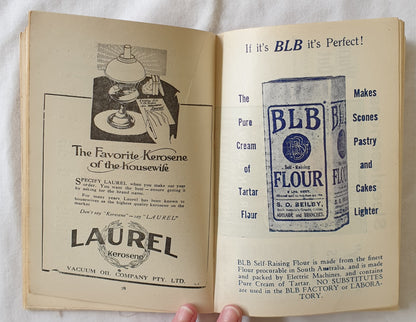 The Favorite Kerosene
of the housewife
SPECIFY LAUREL when you make out your
order. You want the best—ensure getting it
by asking for the brand name.
For many years Laurel has been known to
housewives as the highest quality kerosene on the
market
Don't say "Kerosene"—say "LAUREL"
LAUREL
Kerosene
VACUUM OIL COMPANY PTY. LTD.
If it's BLB it's Perfect!
The
Pure
Cream
of
Tartar
Flour
BLB
Self-Raising
FLOUR
S. D. BEILBY,
Makes
Scones
Pastry
and
Cakes
Lighter
BLB Self-Raising Flour is made from the finest
Flour procurable in South Australia, and is made
and packed by Electric Machines, and contains
Pure Cream of Tartar. NO SUBSTITUTES
are used in the BLB FACTORY or LABORA-
TORY.